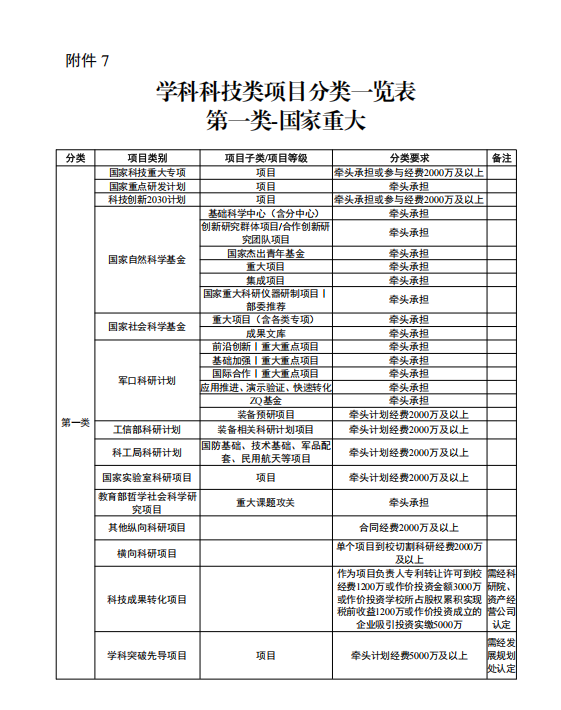 附件 7
学科科技类项目分类一览表
第一类-国家重大
分类 项目类别 项目子类/项目等级 分类要求 备注
第一类
国家科技重大专项 项目 牵头承担或参与经费2000万及以上
国家重点研发计划 项目 牵头承担
科技创新2030计划 项目 牵头承担或参与经费2000万及以上
国家自然科学基金
基础科学中心（含分中心） 牵头承担
创新研究群体项目/合作创新研
究团队项目
牵头承担
国家杰出青年基金 牵头承担
重大项目 牵头承担
集成项目 牵头承担
国家重大科研仪器研制项目丨
部委推荐
牵头承担
国家社会科学基金
重大项目（含各类专项） 牵头承担
成果文库 牵头承担
军口科研计划
前沿创新丨重大重点项目 牵头承担
基础加强丨重大重点项目 牵头承担
国际合作丨重大重点项目 牵头承担
应用推进、演示验证、快速转化 牵头承担
ZQ基金 牵头承担
装备预研项目 牵头计划经费2000万及以上
工信部科研计划 装备相关科研计划项目 牵头计划经费2000万及以上
科工局科研计划
国防基础、技术基础、军品配
套、民用航天等项目
牵头计划经费2000万及以上
国家实验室科研项目 项目 牵头计划经费2000万及以上
教育部哲学社会科学研
究项目
重大课题攻关 牵头承担
其他纵向科研项目 合同经费2000万及以上
横向科研项目
单个项目到校切割科研经费2000万
及以上
科技成果转化项目
作为项目负责人专利转让许可到校
经费1200万或作价投资金额3000万
或作价投资学校所占股权累积实现
税前收益1200万或作价投资成立的
企业吸引投资实缴5000万
需经科
研院、
资产经
营公司
认定
学科突破先导项目 项目 牵头计划经费5000万及以上
需经发
展规划
处认定